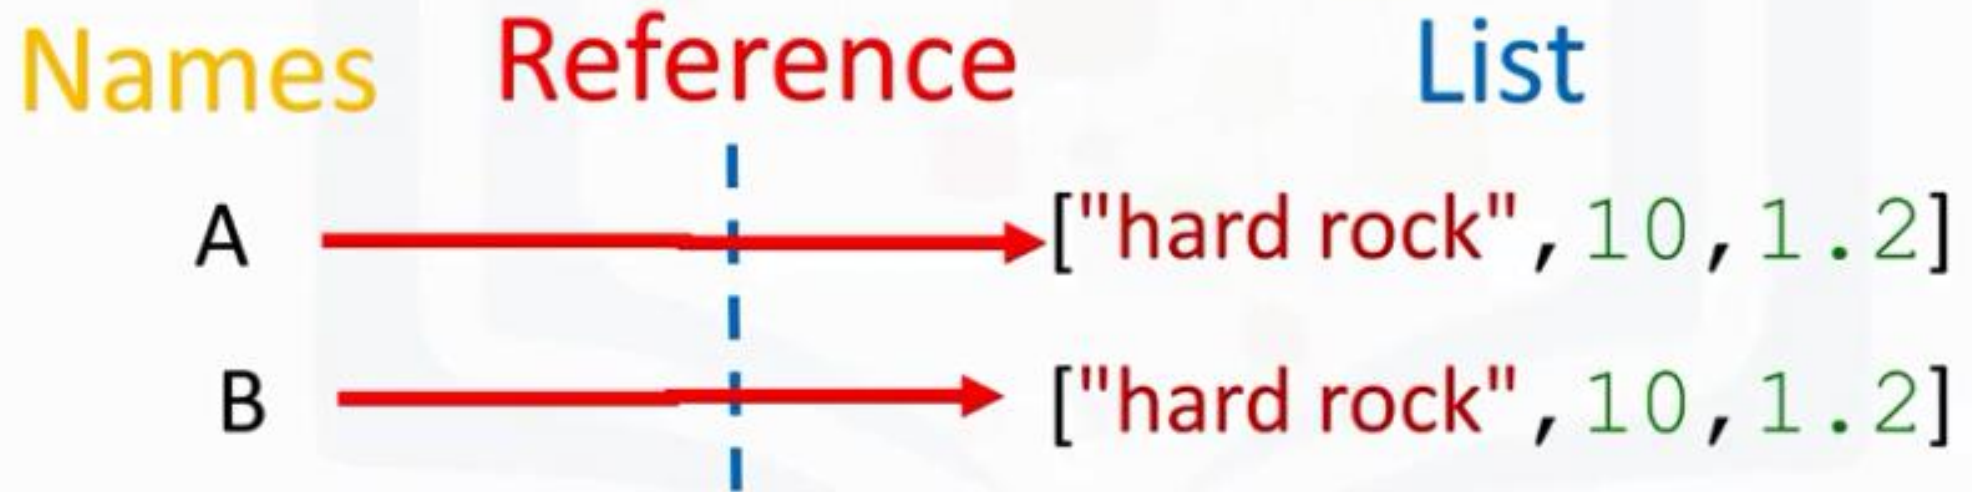 Names Reference List
A ["hard rock",10,1.2]
B ["hard rock",10,1.2]